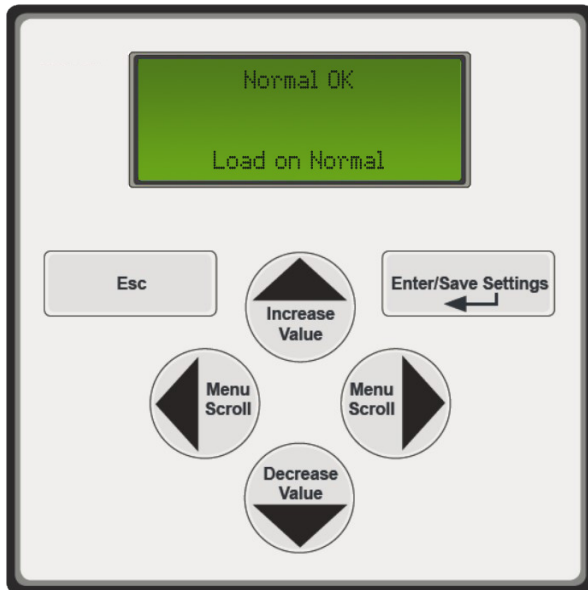 Normal OK
Load on Normal
Esc
Increase
Value
Enter/Save Settings
Menu
Scroll
Menu
Scroll
Decrease
Value